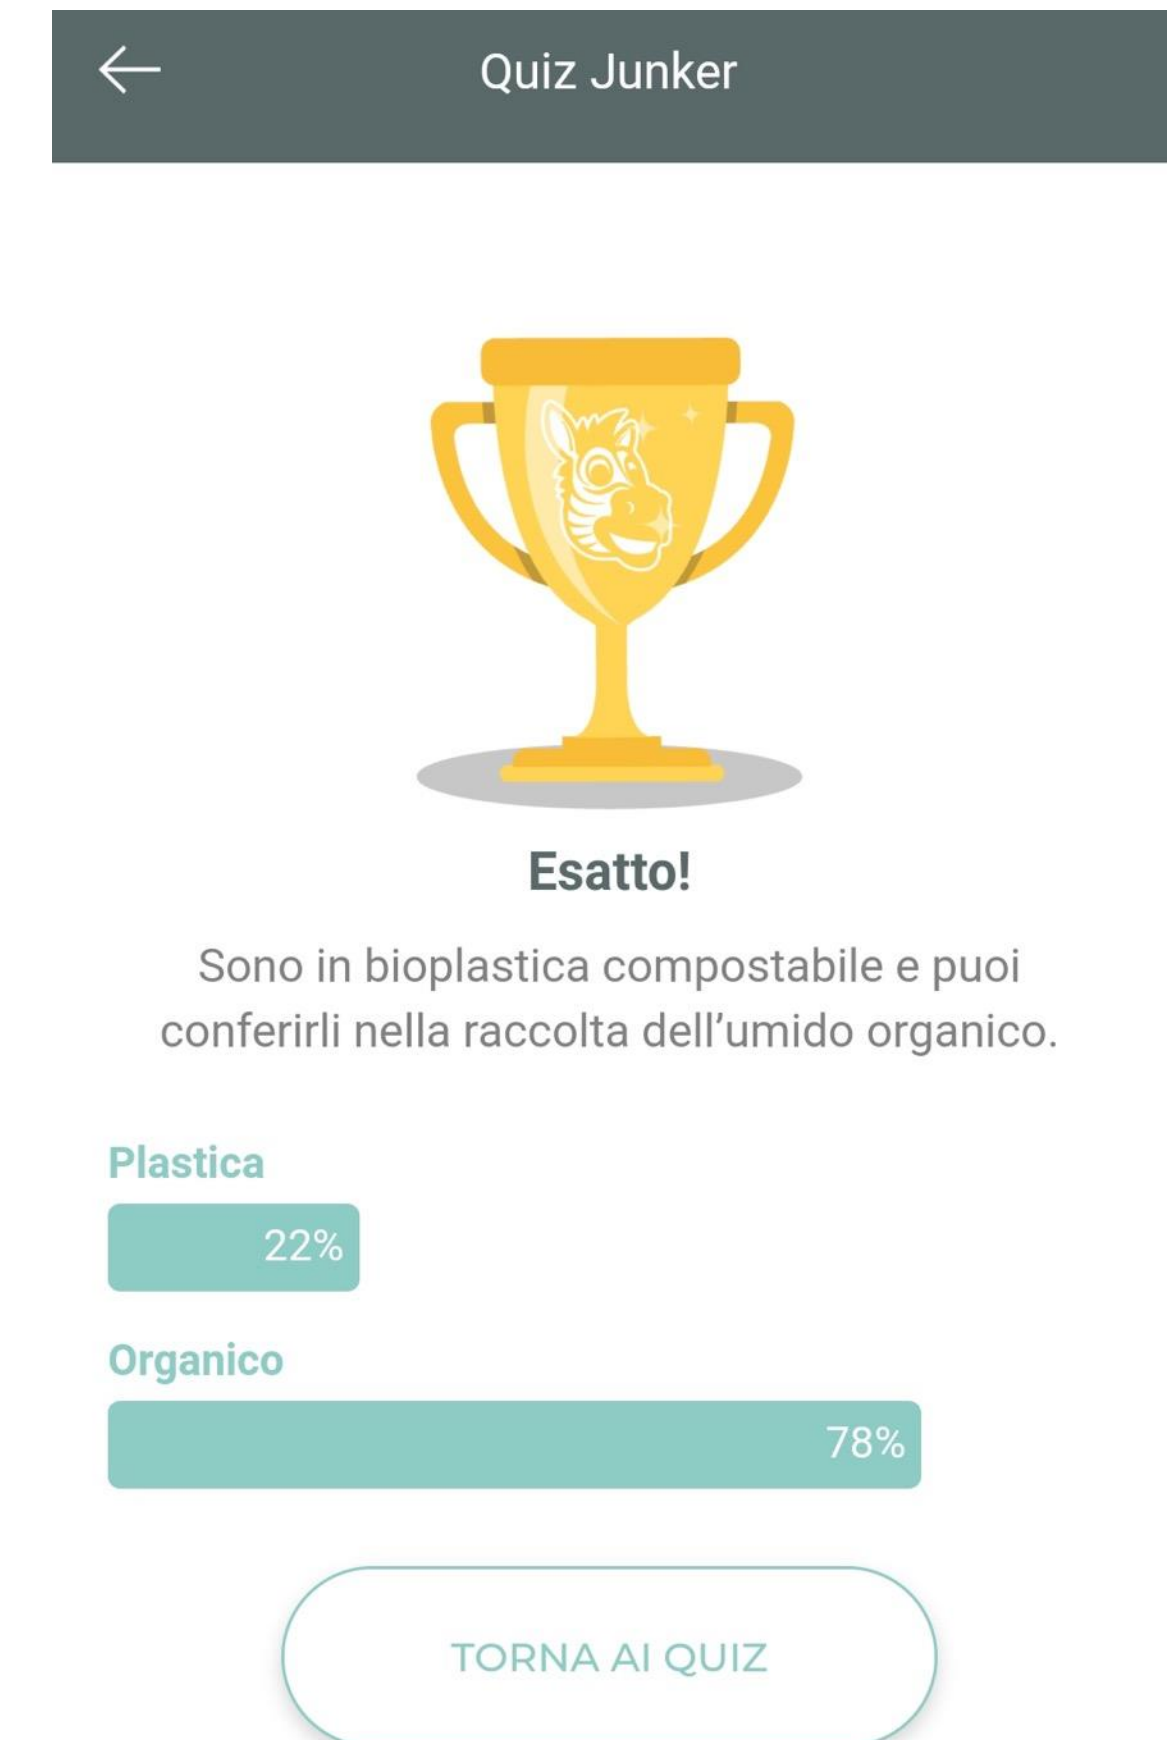 Quiz Junker
Esatto!
Sono in bioplastica compostabile e puoi
conferirli nella raccolta dell’umido organico.
Plastica
22%
Organico
78%
TORNA AI QUIZ